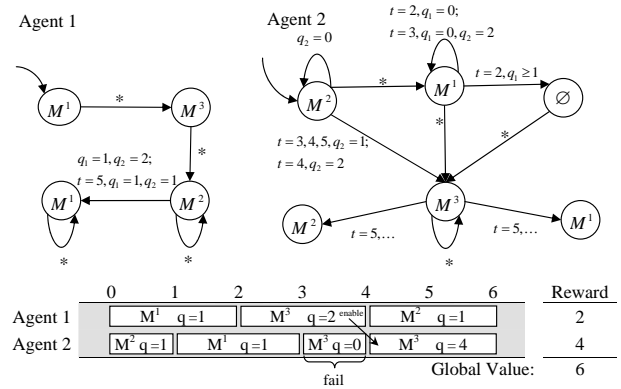 Agent 1
Agent 2
q₂=0
t=2,q₁=0;
t=3,q₁=0,q₂=2
M¹
*
M³
M²
*
M¹
t=2,q₁≥1
∅
*
*
*
t=3,4,5,q₂=1;
t=4,q₂=2
q₁=1,q₂=2;
t=5,q₁=1,q₂=1
M¹
M²
*
*
M³
M²
M¹
t=5,...
t=5,...
*
0 1 2 3 4 5 6 Reward
Agent 1 M¹ q=1 M³ q=2 enable M² q=1 2
Agent 2 M² q=1 M¹ q=1 M³ q=0 M³ q=4 4
fail
Global Value: 6